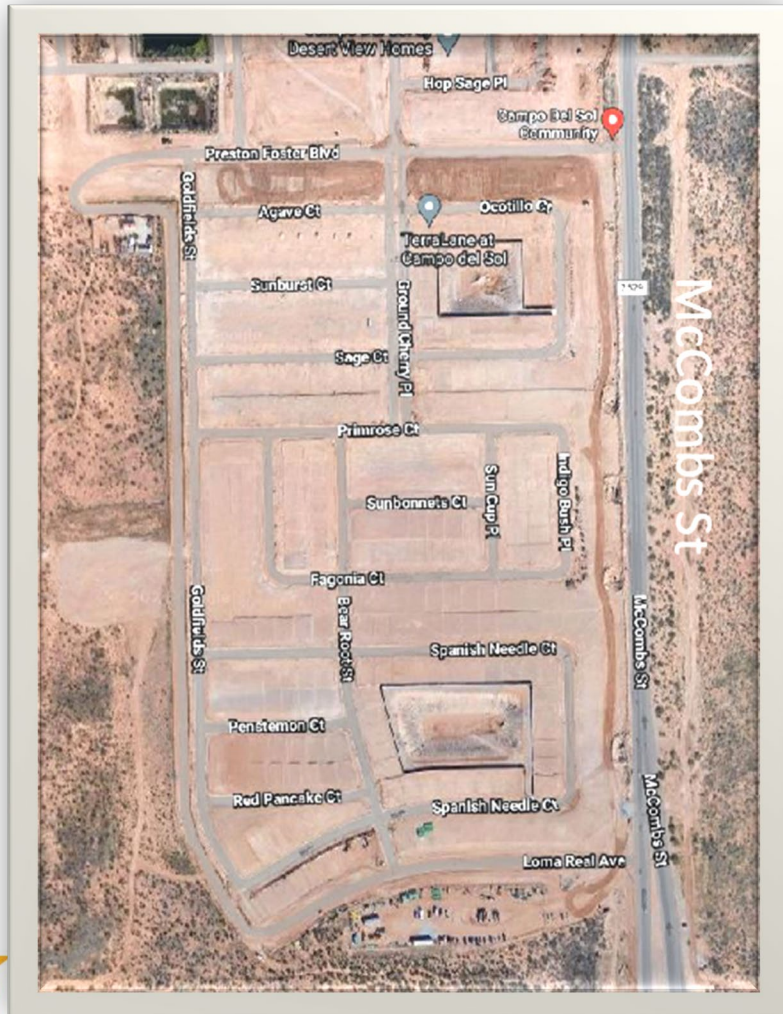 Desert View Homes
Hop Sage Pl
Campo Del Sol
Community
Preston Foster Blvd
Goldfields St
Agave Ct
Ocotillo Ct
TerraLane at
Campo del Sol
Sunburst Ct
Ground Cherry Pl
McCombs St
Sage Ct
Primrose Ct
Sun Cup Pl
Indigo Bush Pl
Sunbonnets Ct
Fagonia Ct
Goldfields St
Bear Root St
McCombs St
Spanish Needle Ct
Penstemon Ct
Red Pancake Ct
Spanish Needle Ct
McCombs St
Loma Real Ave